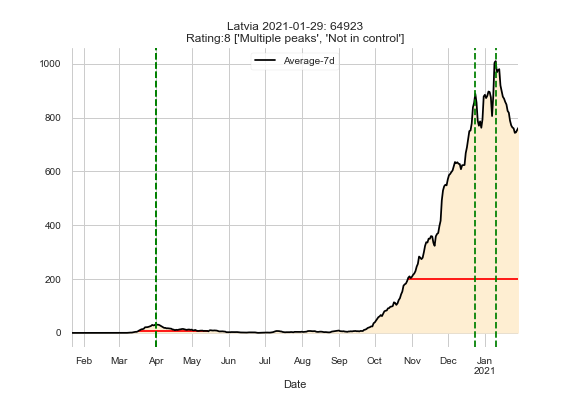 Latvia 2021-01-29: 64923
Rating:8 ['Multiple peaks', 'Not in control']
Average-7d
1000
800
600
400
200
0
Feb Mar Apr May Jun Jul Aug Sep Oct Nov Dec Jan
2021
Date